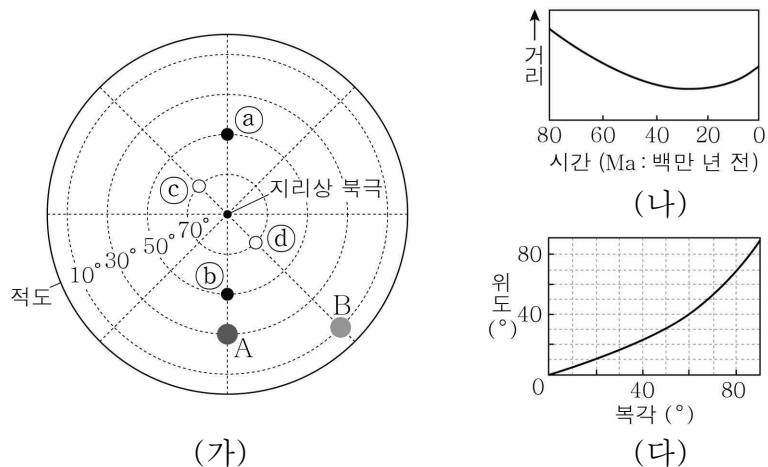 ⓐ
ⓒ
지리상 북극
70°
50°
30°
10°
ⓓ
ⓑ
적도
B
A
(가)
거리
80 60 40 20 0
시간 (Ma : 백만 년 전)
(나)
80
위도 (°)
40
0 40 80
복각 (°)
(다)